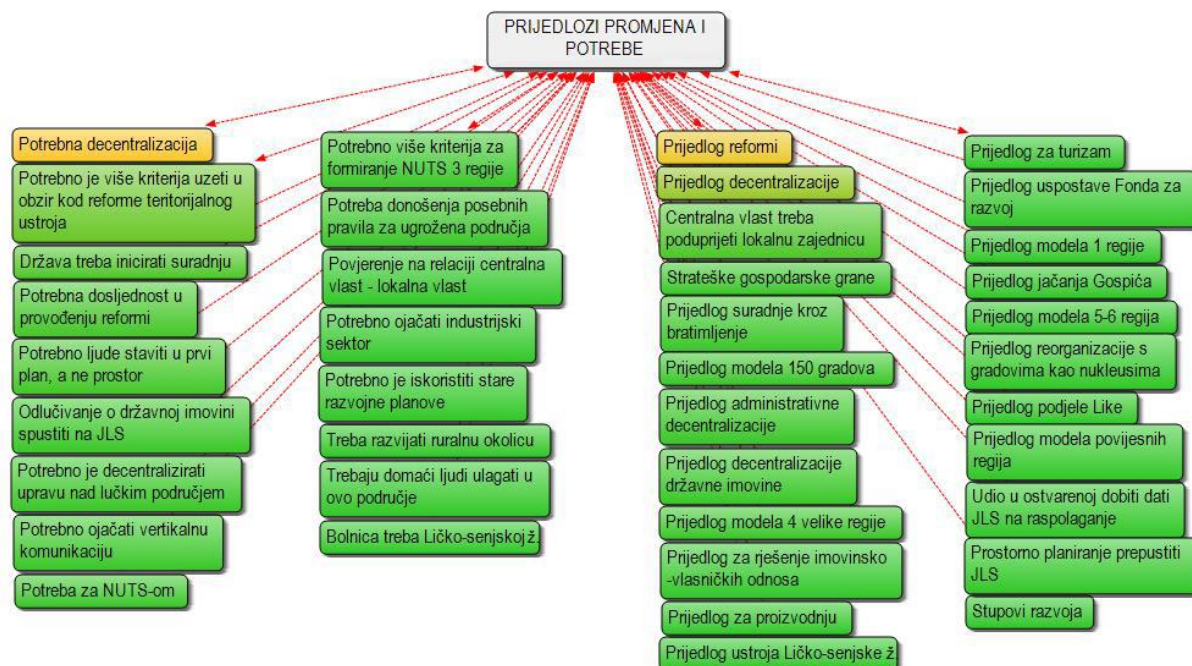 PRIJEDLOZI PROMJENA I
POTREBE
Potrebna decentralizacija
Potrebno je više kriterija uzeti u
obzir kod reforme teritorijalnog
ustroja
Država treba inicirati suradnju
Potrebna dosljednost u
provođenju reformi
Potrebno ljude staviti u prvi
plan, a ne prostor
Odlučivanje o državnoj imovini
spustiti na JLS
Potrebno je decentralizirati
upravu nad lučkim područjem
Potrebno ojačati vertikalnu
komunikaciju
Potreba za NUTS-om
Potrebno više kriterija za
formiranje NUTS 3 regije
Potreba donošenja posebnih
pravila za ugrožena područja
Povjerenje na relaciji centralna
vlast - lokalna vlast
Potrebno ojačati industrijski
sektor
Potrebno je iskoristiti stare
razvojne planove
Treba razvijati ruralnu okolicu
Trebaju domaći ljudi ulagati u
ovo područje
Bolnica treba Ličko-senjskoj ž.
Prijedlog reformi
Prijedlog decentralizacije
Centralna vlast treba
poduprijeti lokalnu zajednicu
Strateške gospodarske grane
Prijedlog suradnje kroz
bratimljenje
Prijedlog modela 150 gradova
Prijedlog administrativne
decentralizacije
Prijedlog decentralizacije
državne imovine
Prijedlog modela 4 velike regije
Prijedlog za rješenje imovinsko
-vlasničkih odnosa
Prijedlog za proizvodnju
Prijedlog ustroja Ličko-senjske ž.
Prijedlog za turizam
Prijedlog uspostave Fonda za
razvoj
Prijedlog modela 1 regije
Prijedlog jačanja Gospića
Prijedlog modela 5-6 regija
Prijedlog reorganizacije s
gradovima kao nukleusima
Prijedlog podjele Like
Prijedlog modela povijesnih
regija
Udio u ostvarenoj dobiti dati
JLS na raspolaganje
Prostorno planiranje prepustiti
JLS
Stupovi razvoja